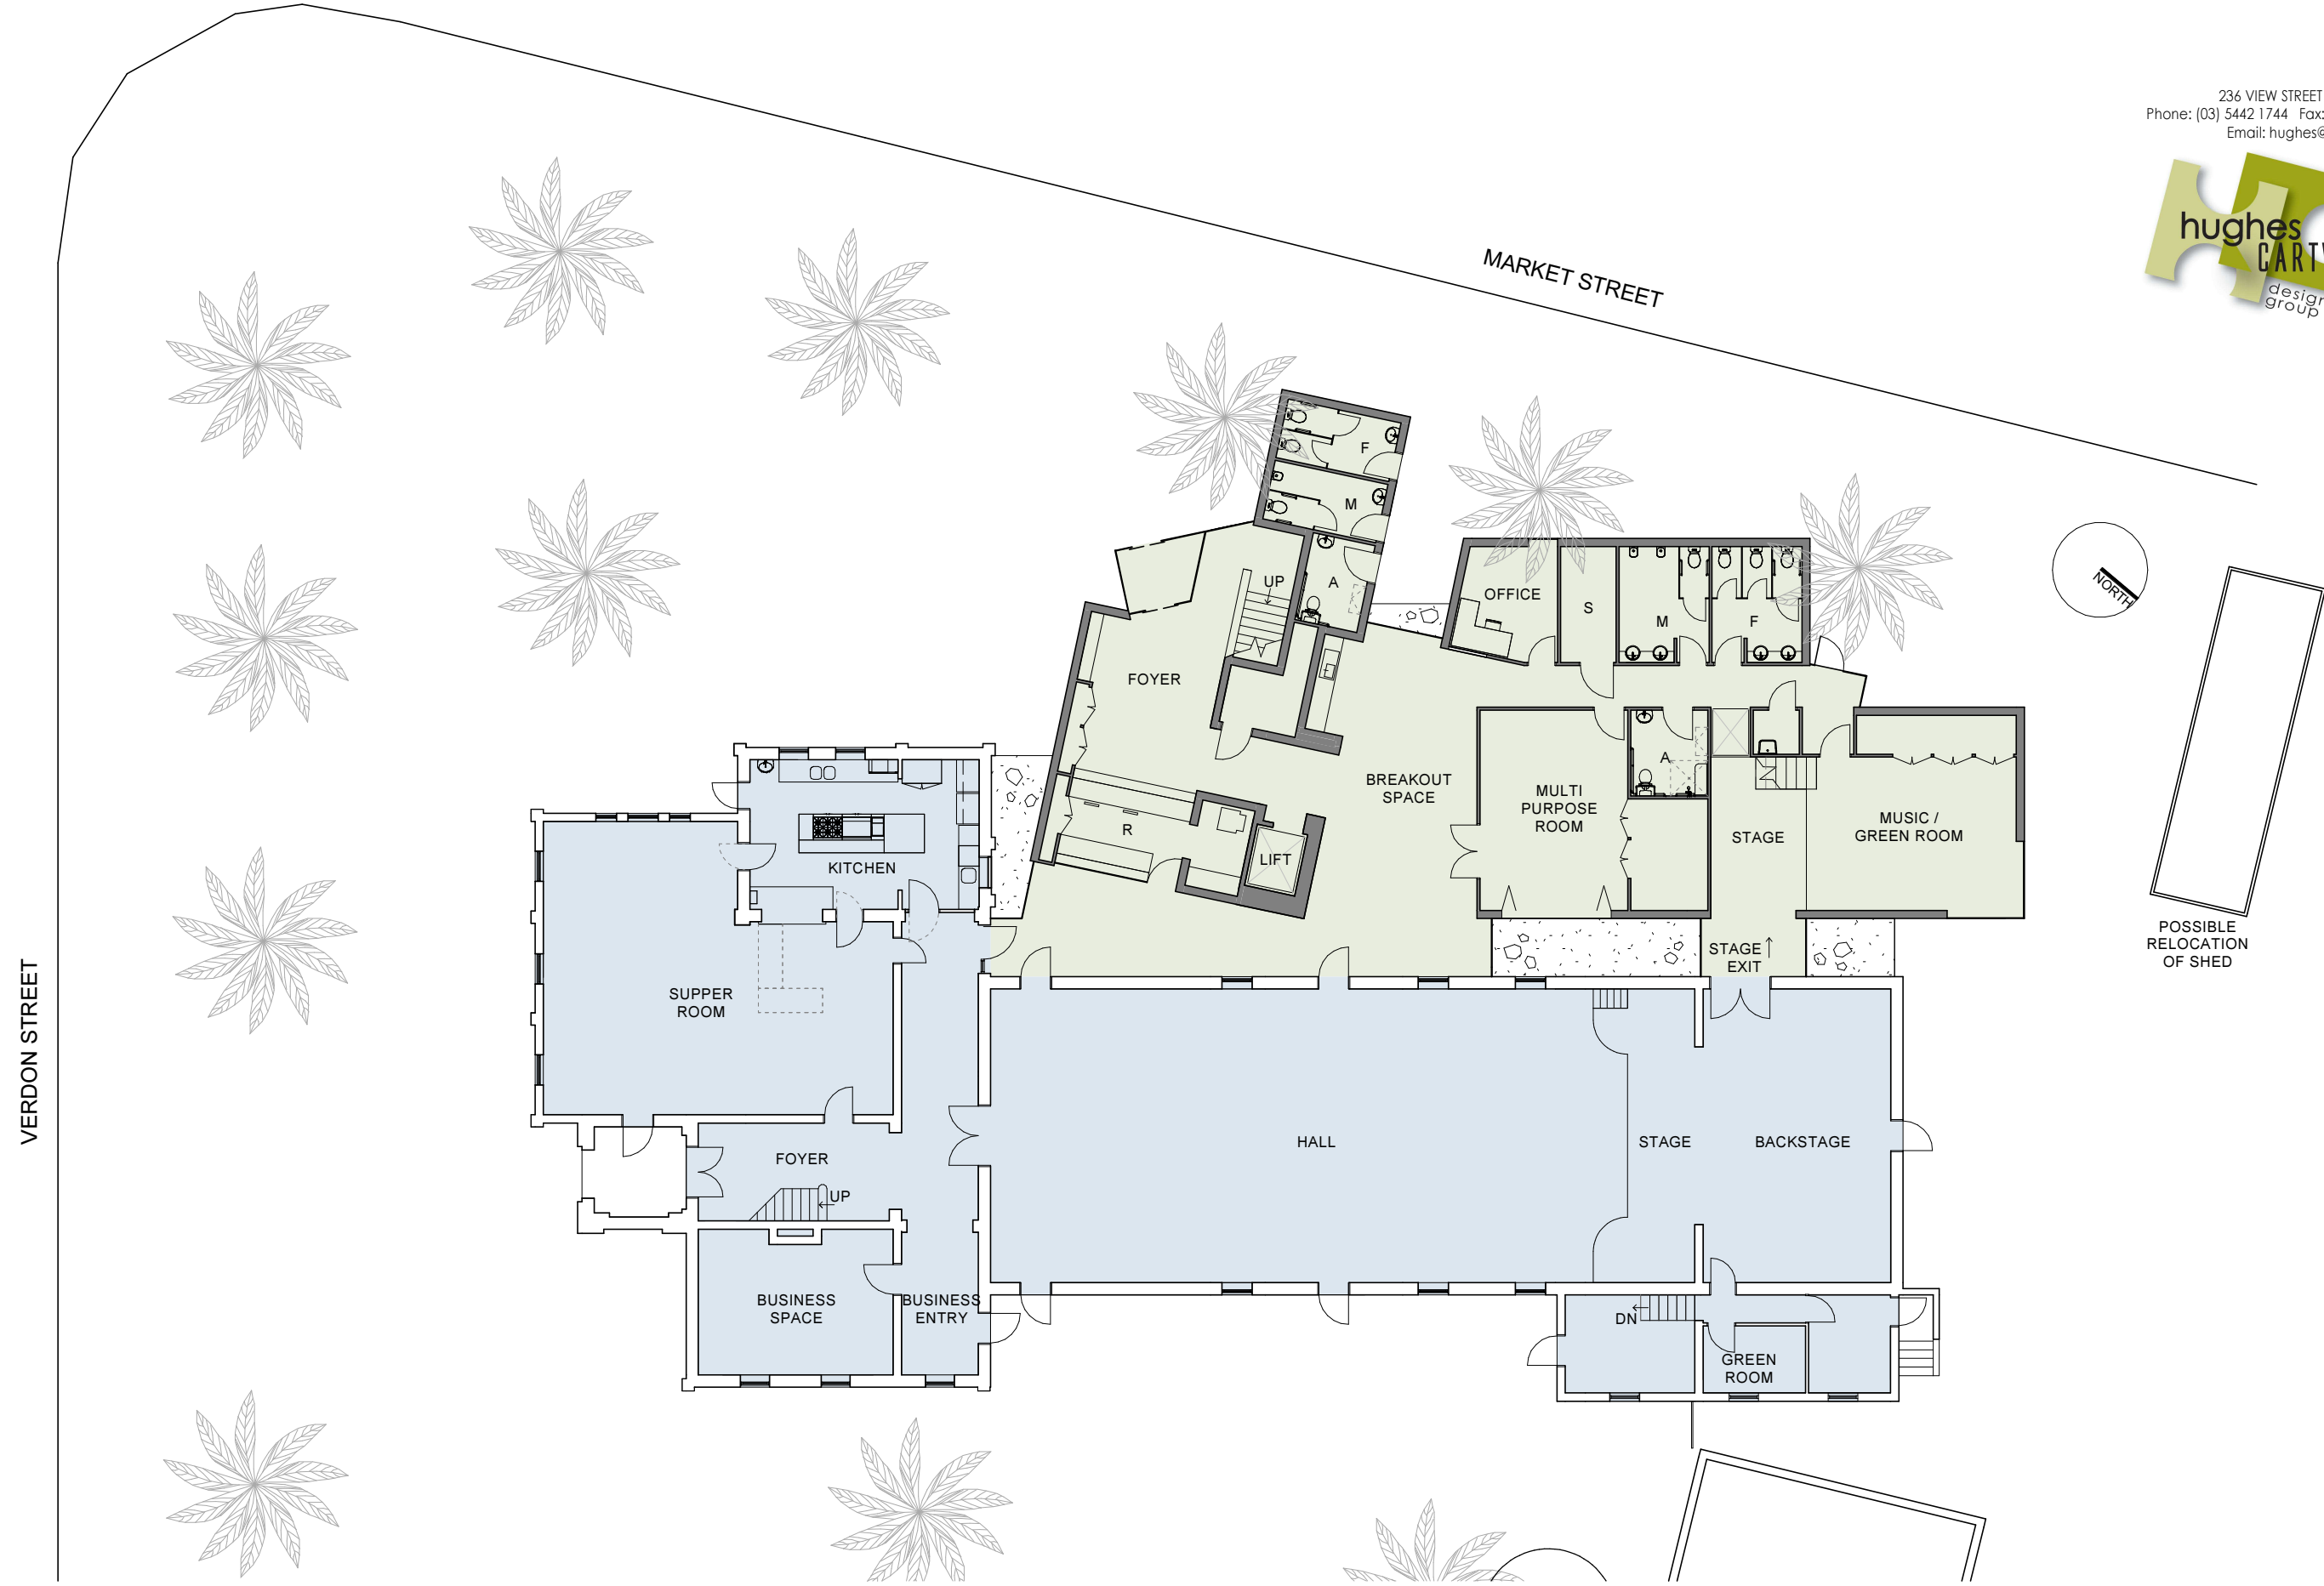 236 VIEW STREET
Phone: (03) 5442 1744 Fax:
Email: hughes@
hughes
design
group
MARKET STREET
VERDON STREET
NORTH
F
M
A
UP
FOYER
OFFICE
S
M
F
A
BREAKOUT
SPACE
MULTI
PURPOSE
ROOM
STAGE
MUSIC /
GREEN ROOM
R
LIFT
KITCHEN
STAGE
EXIT
POSSIBLE
RELOCATION
OF SHED
SUPPER
ROOM
FOYER
UP
HALL
STAGE
BACKSTAGE
BUSINESS
SPACE
BUSINESS
ENTRY
DN
GREEN
ROOM